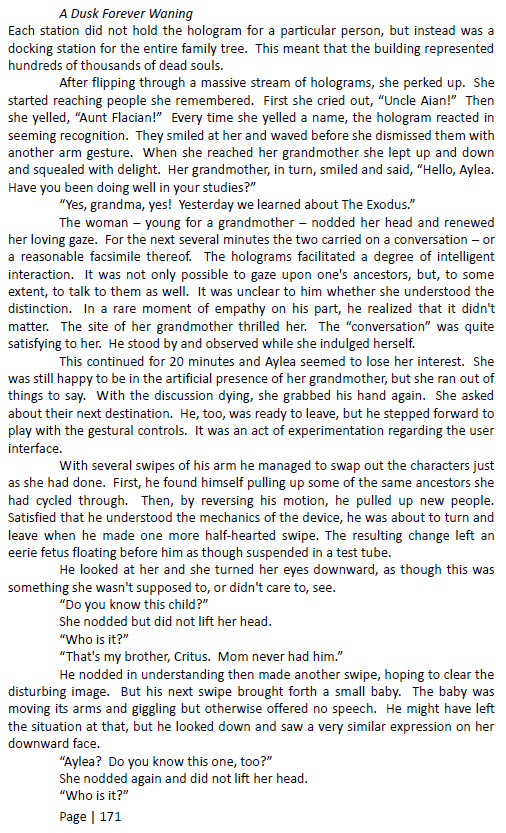 A Dusk Forever Waning
Each station did not hold the hologram for a particular person, but instead was a
docking station for the entire family tree.  This meant that the building represented
hundreds of thousands of dead souls.
After flipping through a massive stream of holograms, she perked up.  She
started reaching people she remembered.  First she cried out, “Uncle Aian!”  Then
she yelled, “Aunt Flacian!”  Every time she yelled a name, the hologram reacted in
seeming recognition.  They smiled at her and waved before she dismissed them with
another arm gesture.  When she reached her grandmother she lept up and down
and squealed with delight.  Her grandmother, in turn, smiled and said, “Hello, Aylea.
Have you been doing well in your studies?”
“Yes, grandma, yes!  Yesterday we learned about The Exodus.”
The woman – young for a grandmother – nodded her head and renewed
her loving gaze.  For the next several minutes the two carried on a conversation – or
a reasonable facsimile thereof.  The holograms facilitated a degree of intelligent
interaction.  It was not only possible to gaze upon one's ancestors, but, to some
extent, to talk to them as well.  It was unclear to him whether she understood the
distinction.  In a rare moment of empathy on his part, he realized that it didn't
matter.  The site of her grandmother thrilled her.  The “conversation” was quite
satisfying to her.  He stood by and observed while she indulged herself.
This continued for 20 minutes and Aylea seemed to lose her interest.  She
was still happy to be in the artificial presence of her grandmother, but she ran out of
things to say.  With the discussion dying, she grabbed his hand again.  She asked
about their next destination.  He, too, was ready to leave, but he stepped forward to
play with the gestural controls.  It was an act of experimentation regarding the user
interface.
With several swipes of his arm he managed to swap out the characters just
as she had done.  First, he found himself pulling up some of the same ancestors she
had cycled through.  Then, by reversing his motion, he pulled up new people.
Satisfied that he understood the mechanics of the device, he was about to turn and
leave when he made one more half-hearted swipe. The resulting change left an
eerie fetus floating before him as though suspended in a test tube.
He looked at her and she turned her eyes downward, as though this was
something she wasn't supposed to, or didn't care to, see.
“Do you know this child?”
She nodded but did not lift her head.
“Who is it?”
“That's my brother, Critus.  Mom never had him.”
He nodded in understanding then made another swipe, hoping to clear the
disturbing image.  But his next swipe brought forth a small baby.  The baby was
moving its arms and giggling but otherwise offered no speech.  He might have left
the situation at that, but he looked down and saw a very similar expression on her
downward face.
“Aylea?  Do you know this one, too?”
She nodded again and did not lift her head.
“Who is it?”
Page | 171